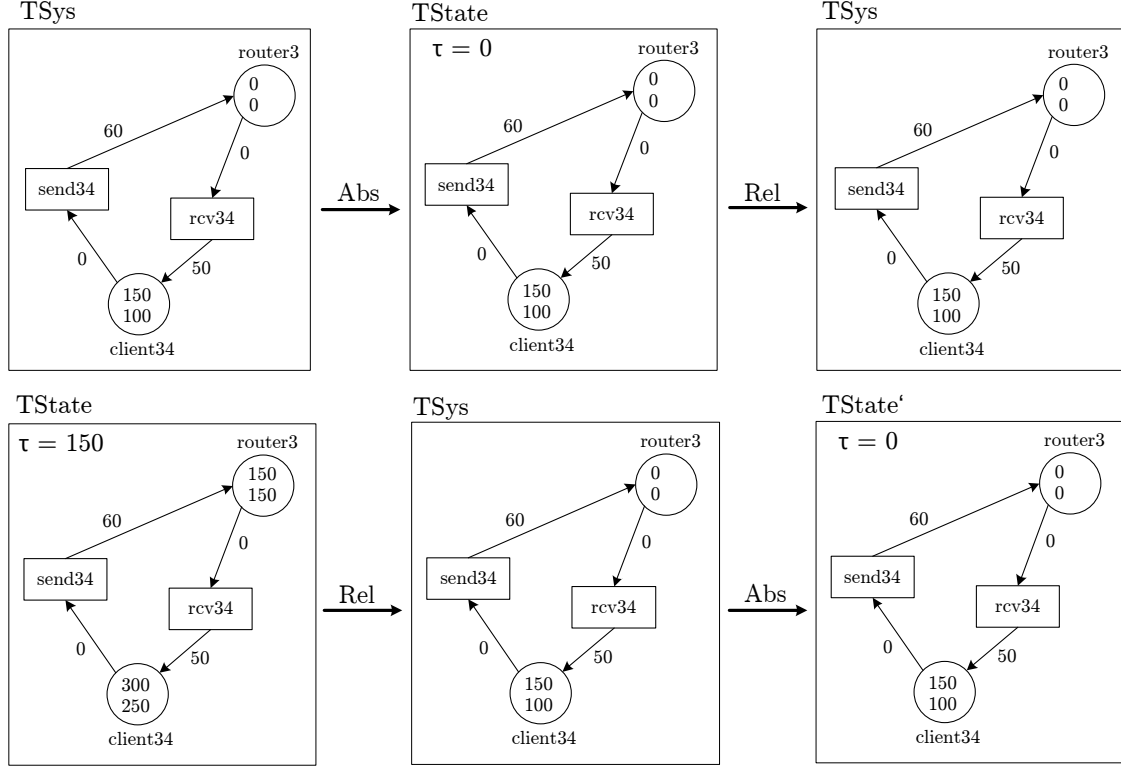 TSys
router3
0
0
60
0
send34
rcv34
0
50
150
100
client34
Abs
TState
τ = 0
router3
0
0
60
0
send34
rcv34
0
50
150
100
client34
Rel
TSys
router3
0
0
60
0
send34
rcv34
0
50
150
100
client34
TState
τ = 150
router3
150
150
60
0
send34
rcv34
0
50
300
250
client34
Rel
TSys
router3
0
0
60
0
send34
rcv34
0
50
150
100
client34
Abs
TState‘
τ = 0
router3
0
0
60
0
send34
rcv34
0
50
150
100
client34